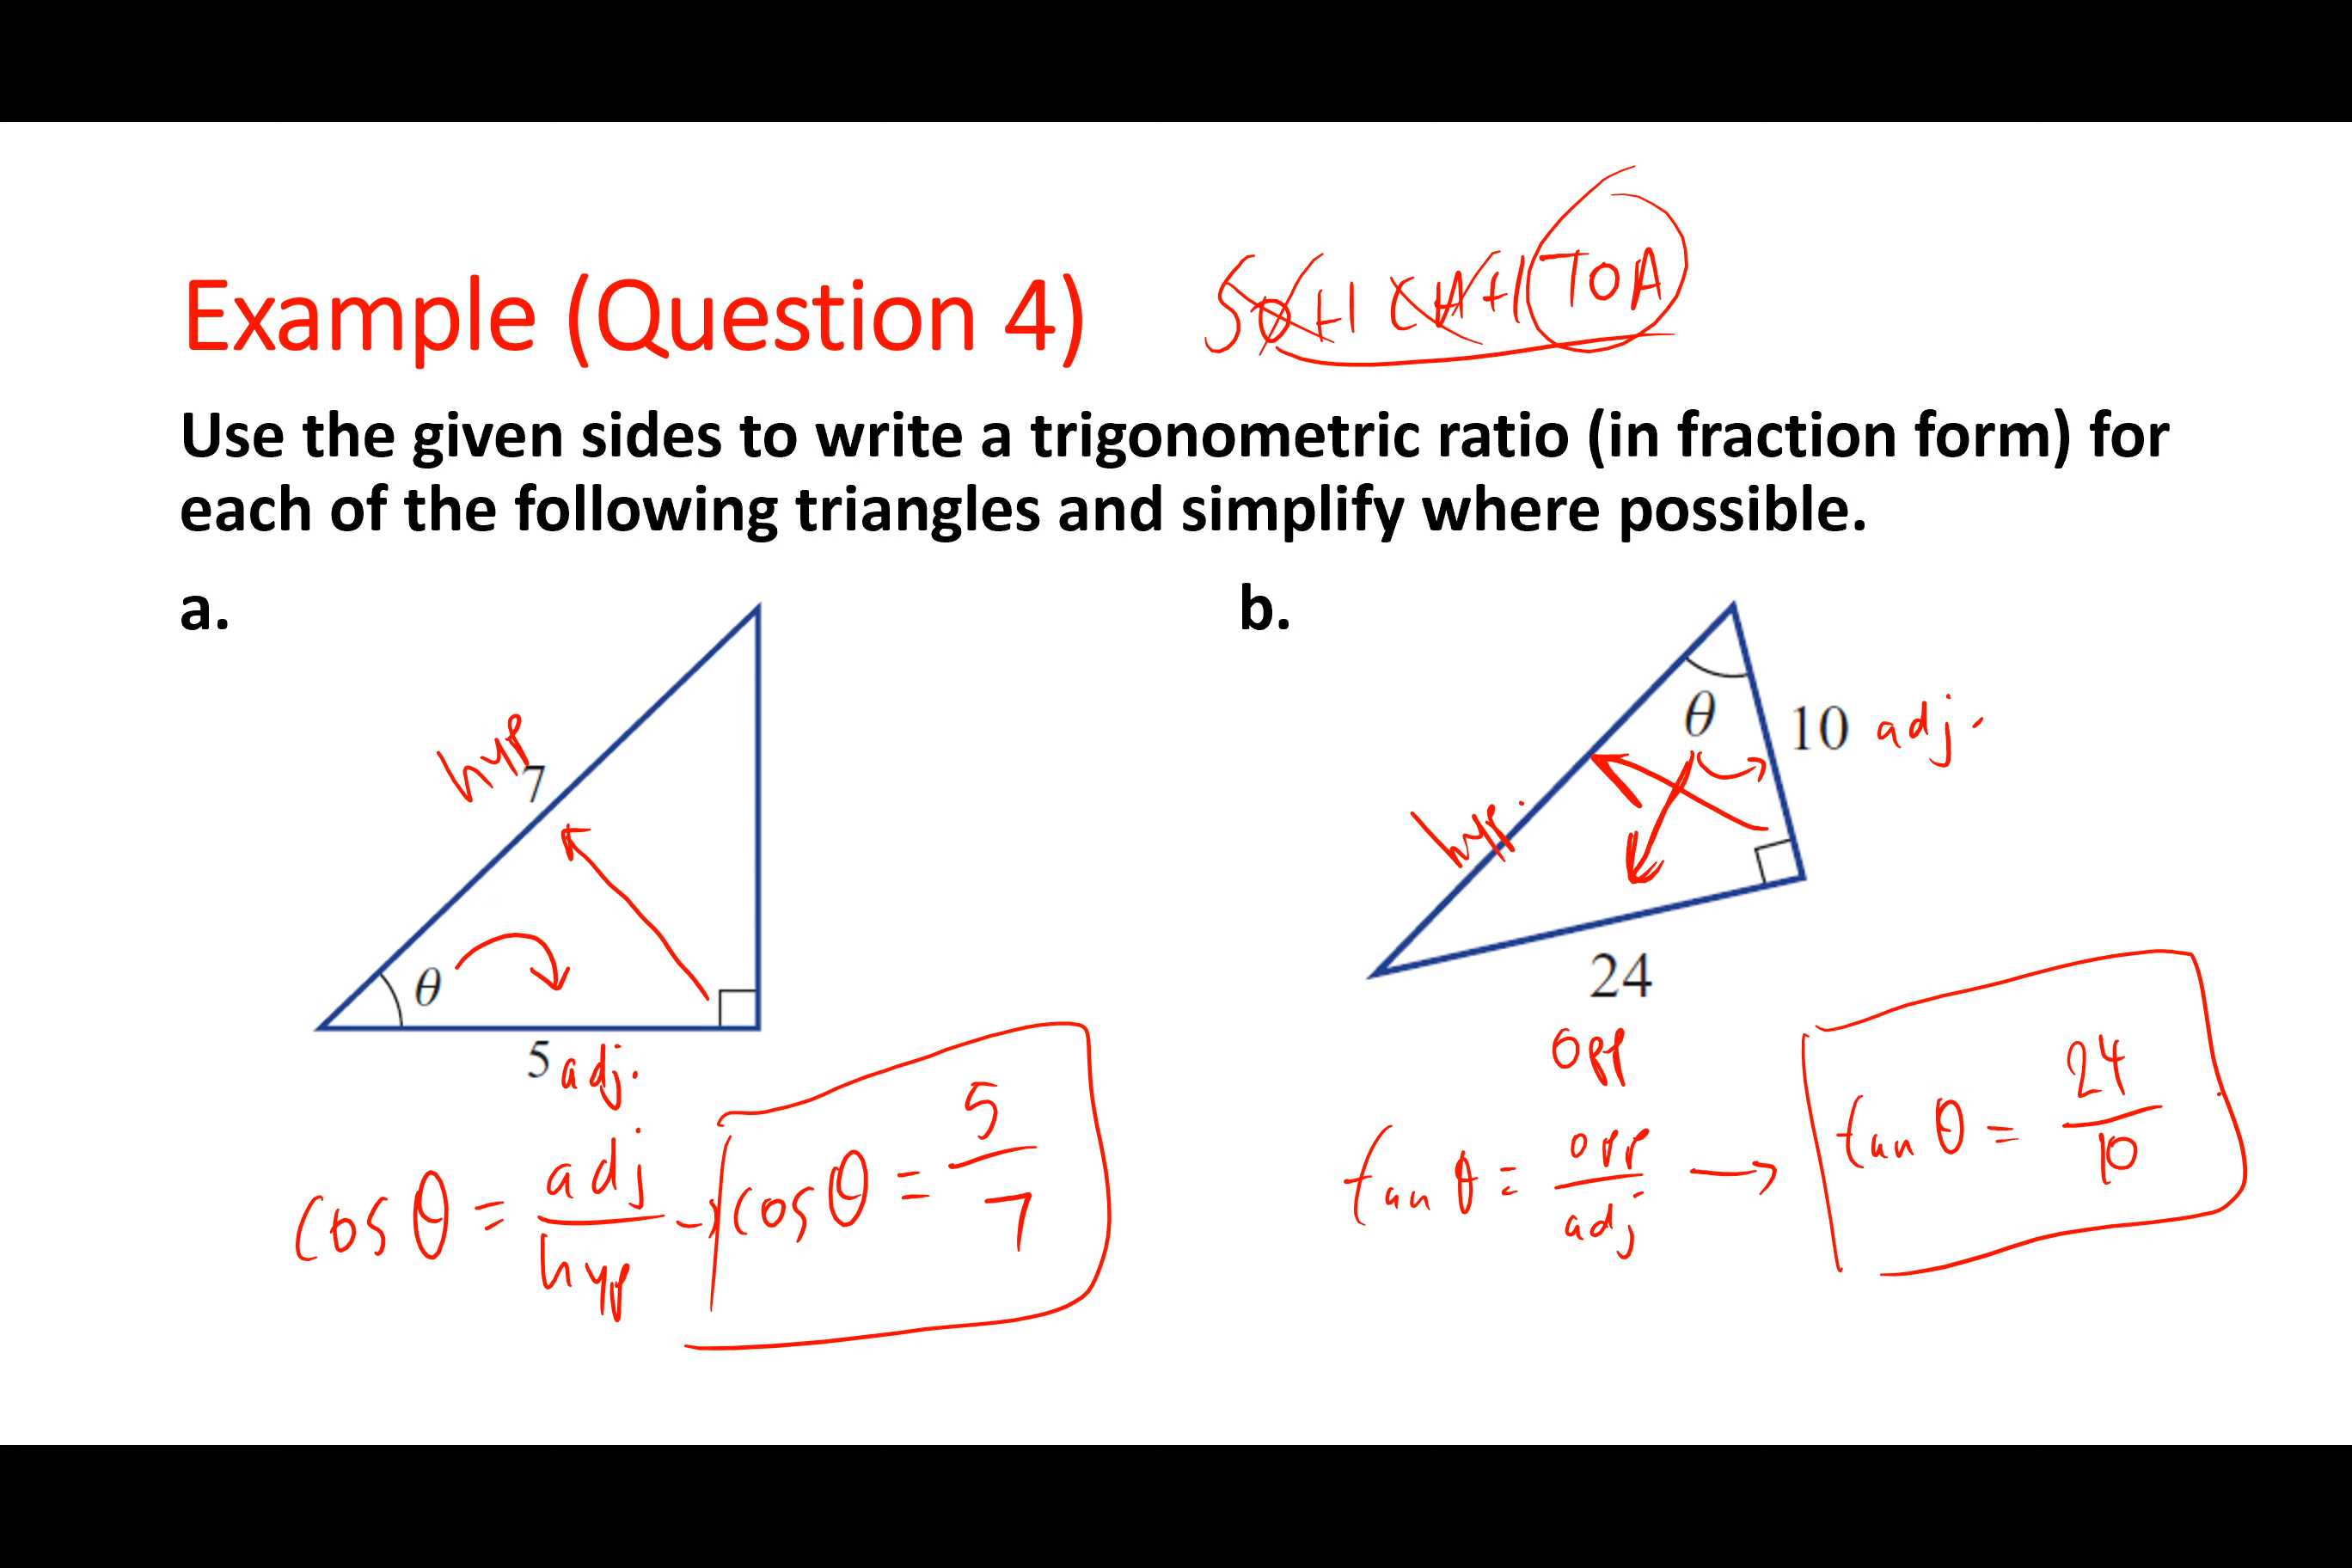 Example (Question 4) SOH CAH TOA
Use the given sides to write a trigonometric ratio (in fraction form) for
each of the following triangles and simplify where possible.
a.
hyp
7
θ
5 adj.
cos θ = adj/hyp → cos θ = 5/7
b.
θ
10 adj.
hyp.
24
opp
tan θ = opp/adj → tan θ = 24/10